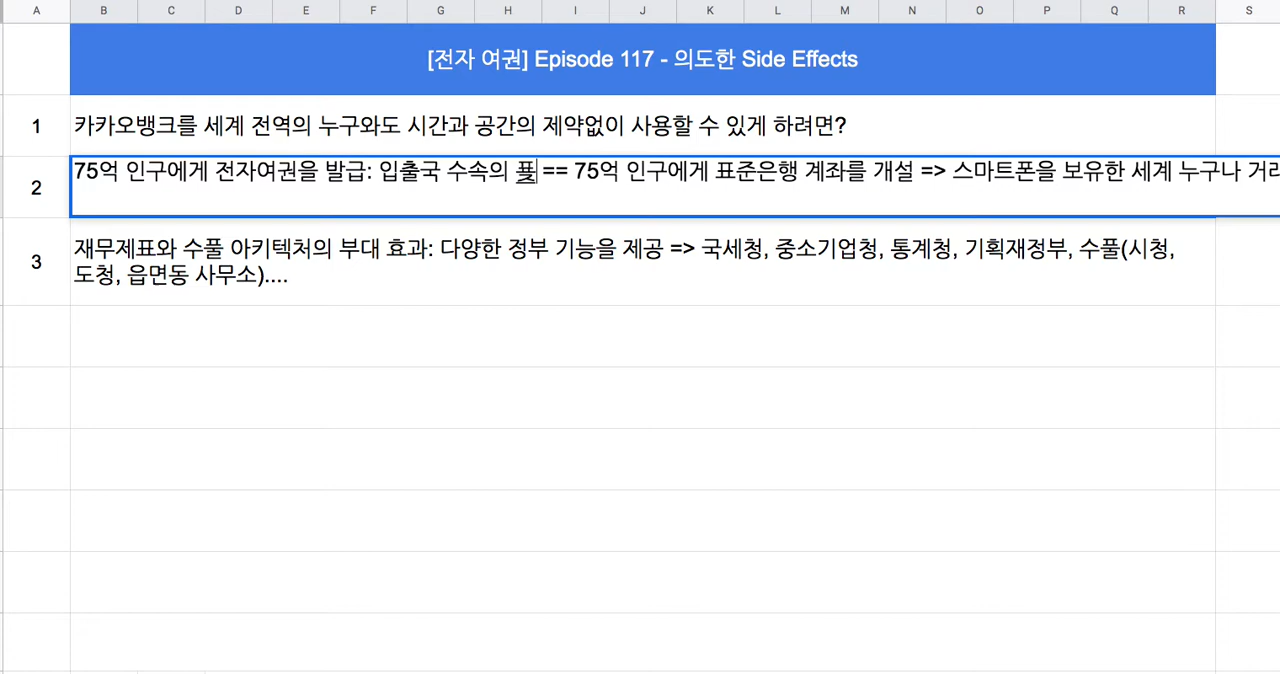 A B C D E F G H I J K L M N O P Q R S
[전자 여권] Episode 117 - 의도한 Side Effects
1 카카오뱅크를 세계 전역의 누구와도 시간과 공간의 제약없이 사용할 수 있게 하려면?
2 75억 인구에게 전자여권을 발급: 입출국 수속의 푲 == 75억 인구에게 표준은행 계좌를 개설 => 스마트폰을 보유한 세계 누구나
3 재무제표와 수풀 아키텍처의 부대 효과: 다양한 정부 기능을 제공 => 국세청, 중소기업청, 통계청, 기획재정부, 수풀(시청,
도청, 읍면동 사무소)....